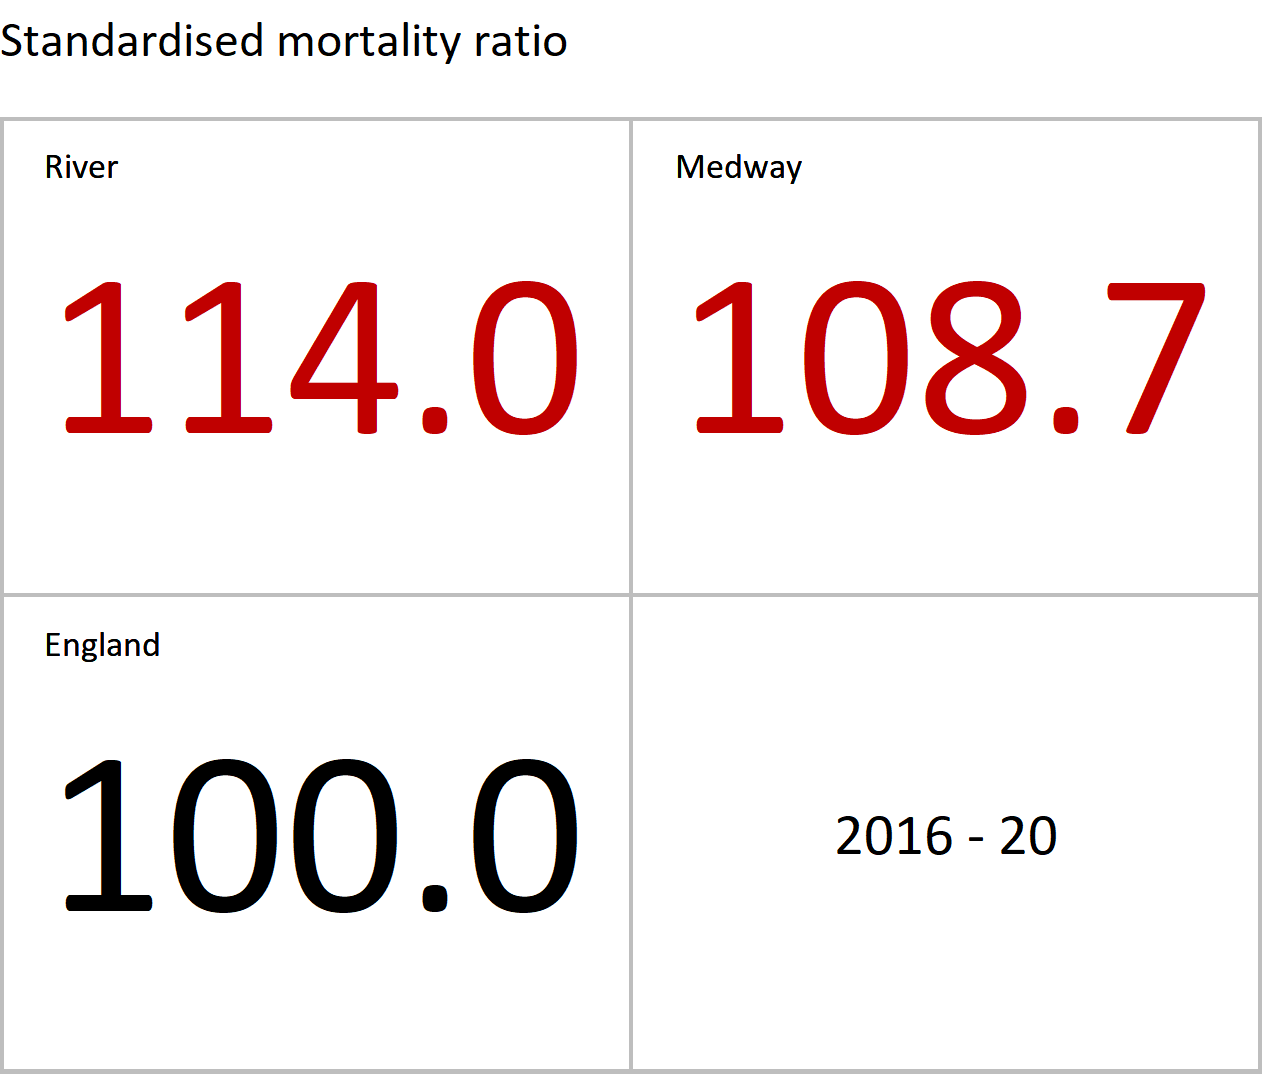 Standardised mortality ratio
River
114.0
Medway
108.7
England
100.0
2016 - 20